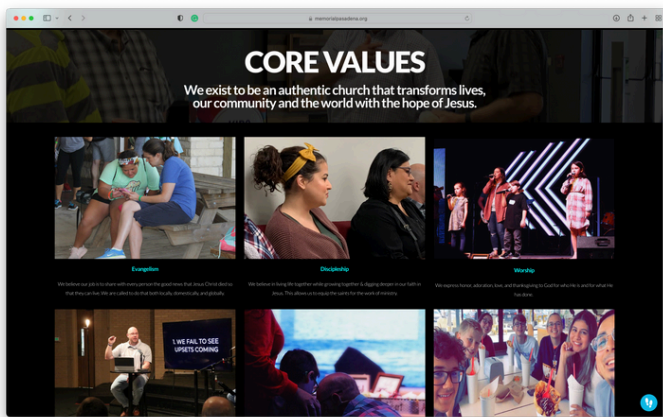 memorialpasadena.org
CORE VALUES
We exist to be an authentic church that transforms lives,
our community and the world with the hope of Jesus.
Evangelism
Discipleship
Worship
We believe our job is to share with every person the good news that Jesus Christ died so
that they can live. We are called to do that both locally, domestically, and globally.
We believe in living life together while growing together & digging deeper in our faith in
Jesus. This allows us to equip the saints for the work of ministry.
We express honor, adoration, love, and thanksgiving to God for who He is and for what He
has done.
1. WE FAIL TO SEE
UPSETS COMING